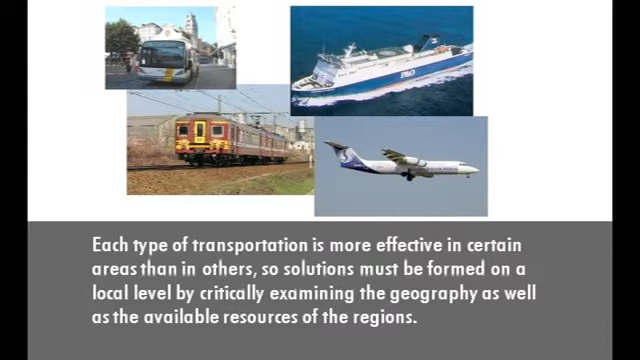 P&O
Each type of transportation is more effective in certain
areas than in others, so solutions must be formed on a
local level by critically examining the geography as well
as the available resources of the regions.